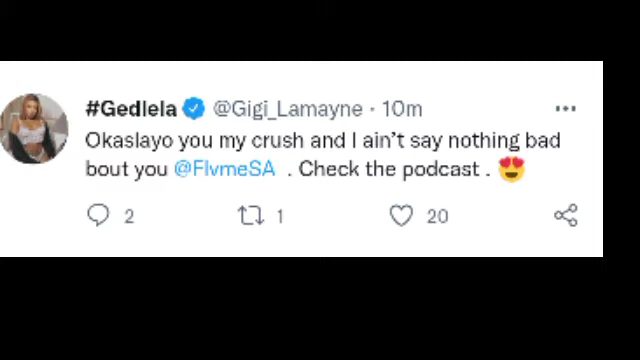 #Gedlela @Gigi_Lamayne · 10m
Okaslayo you my crush and I ain't say nothing bad
bout you @FlvmeSA . Check the podcast . 😍
2 1 20